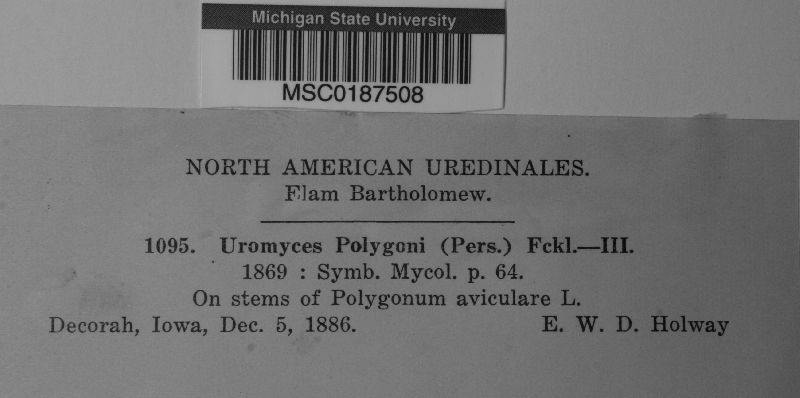 Michigan State University
MSC0187508
NORTH AMERICAN UREDINALES.
Elam Bartholomew.
1095. Uromyces Polygoni (Pers.) Fckl.—III.
1869 : Symb. Mycol. p. 64.
On stems of Polygonum aviculare L.
Decorah, Iowa, Dec. 5, 1886. E. W. D. Holway